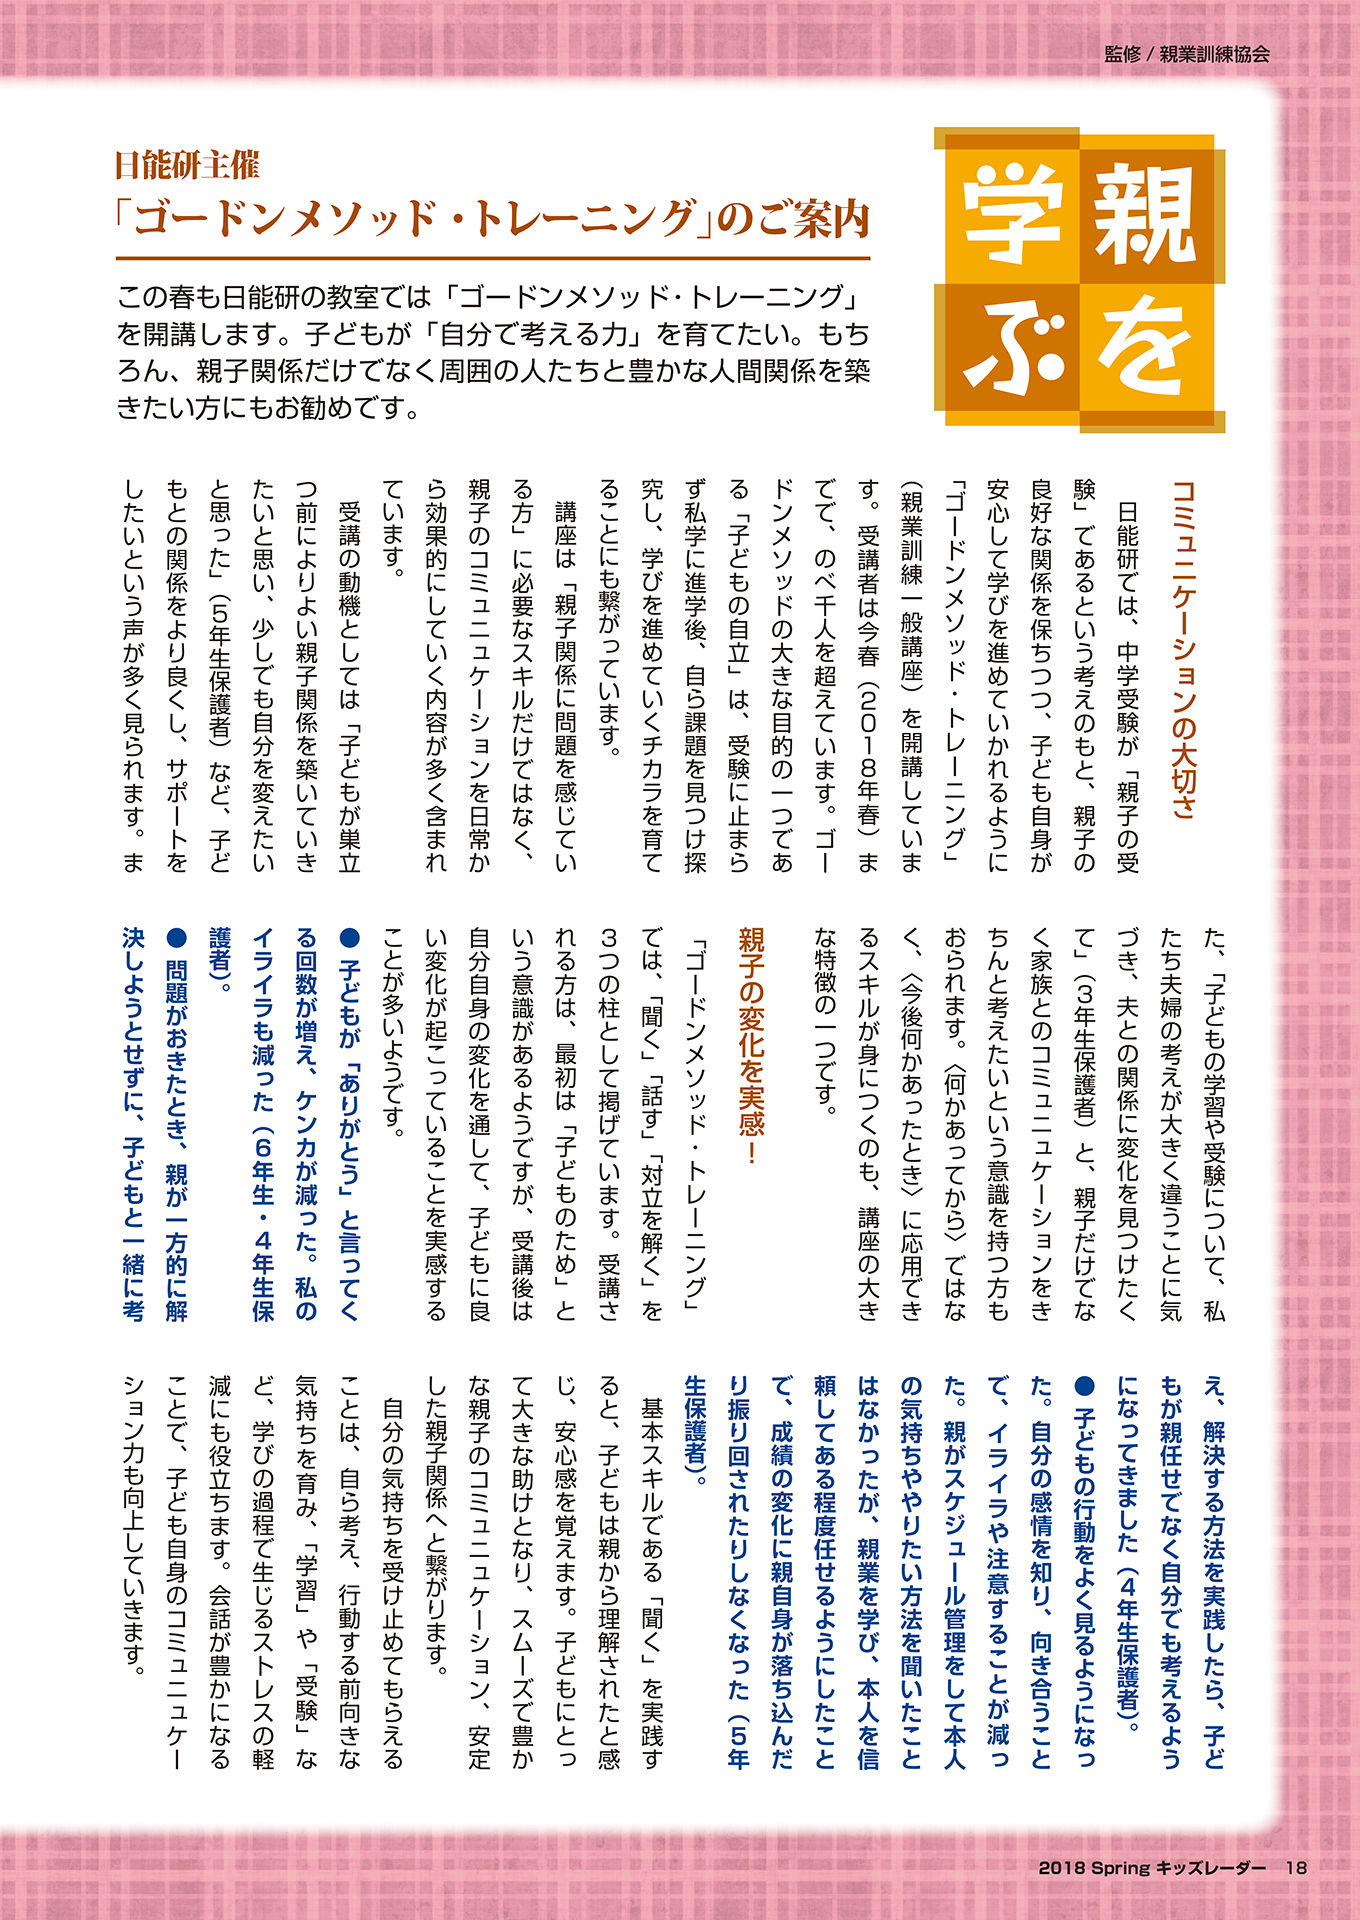 監修 / 親業訓練協会
親を
学ぶ
日能研主催
「ゴードンメソッド・トレーニング」のご案内
この春も日能研の教室では「ゴードンメソッド・トレーニング」
を開講します。子どもが「自分で考える力」を育てたい。もち
ろん、親子関係だけでなく周囲の人たちと豊かな人間関係を築
きたい方にもお勧めです。
コミュニケーションの大切さ
日能研では、中学受験が「親子の受
験」であるという考えのもと、親子の
良好な関係を保ちつつ、子ども自身が
安心して学びを進めていかれるように
「ゴードンメソッド・トレーニング」
（親業訓練一般講座）を開講していま
す。受講者は今春（2018年春）ま
でで、のべ千人を超えています。ゴー
ドンメソッドの大きな目的の一つであ
る「子どもの自立」は、受験に止まら
ず私学に進学後、自ら課題を見つけ探
究し、学びを進めていくチカラを育て
ることにも繋がっています。
講座は「親子関係に問題を感じてい
る方」に必要なスキルだけではなく、
親子のコミュニュケーションを日常か
ら効果的にしていく内容が多く含まれ
ています。
受講の動機としては「子どもが巣立
つ前によりよい親子関係を築いていき
たいと思い、少しでも自分を変えたい
と思った」（5年生保護者）など、子ど
もとの関係をより良くし、サポートを
したいという声が多く見られます。ま
た、「子どもの学習や受験について、私
たち夫婦の考えが大きく違うことに気
づき、夫との関係に変化を見つけたく
て」（3年生保護者）と、親子だけでな
く家族とのコミュニュケーションをき
ちんと考えたいという意識を持つ方も
おられます。〈何かあってから〉ではな
く、〈今後何かあったとき〉に応用でき
るスキルが身につくのも、講座の大き
な特徴の一つです。
親子の変化を実感！
「ゴードンメソッド・トレーニング」
では、「聞く」「話す」「対立を解く」を
3つの柱として掲げています。受講さ
れる方は、最初は「子どものため」と
いう意識があるようですが、受講後は
自分自身の変化を通して、子どもに良
い変化が起こっていることを実感する
ことが多いようです。
● 子どもが「ありがとう」と言ってく
る回数が増え、ケンカが減った。私の
イライラも減った（6年生・4年生保
護者）。
● 問題がおきたとき、親が一方的に解
決しようとせずに、子どもと一緒に考
え、解決する方法を実践したら、子ど
もが親任せでなく自分でも考えるよう
になってきました（4年生保護者）。
● 子どもの行動をよく見るようになっ
た。自分の感情を知り、向き合うこと
で、イライラや注意することが減っ
た。親がスケジュール管理をして本人
の気持ちややりたい方法を聞いたこと
はなかったが、親業を学び、本人を信
頼してある程度任せるようにしたこと
で、成績の変化に親自身が落ち込んだ
り振り回されたりしなくなった（5年
生保護者）。
基本スキルである「聞く」を実践す
ると、子どもは親から理解されたと感
じ、安心感を覚えます。子どもにとっ
て大きな助けとなり、スムーズで豊か
な親子のコミュニュケーション、安定
した親子関係へと繋がります。
自分の気持ちを受け止めてもらえる
ことは、自ら考え、行動する前向きな
気持ちを育み、「学習」や「受験」な
ど、学びの過程で生じるストレスの軽
減にも役立ちます。会話が豊かになる
ことで、子ども自身のコミュニュケー
ション力も向上していきます。
2018 Spring キッズレーダー 18